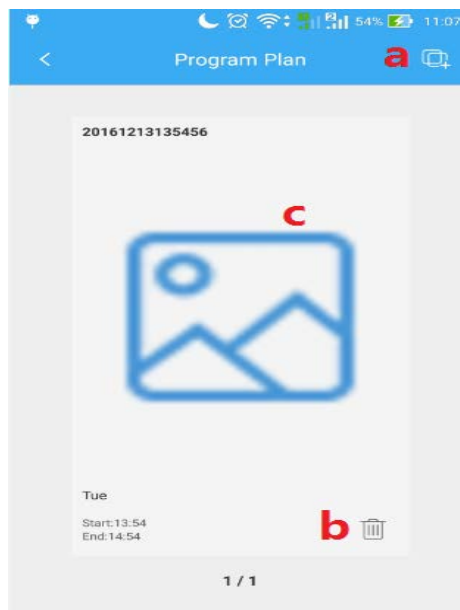 54% 11:07
< Program Plan a
20161213135456
c
Tue
Start:13:54
End:14:54
b
1 / 1